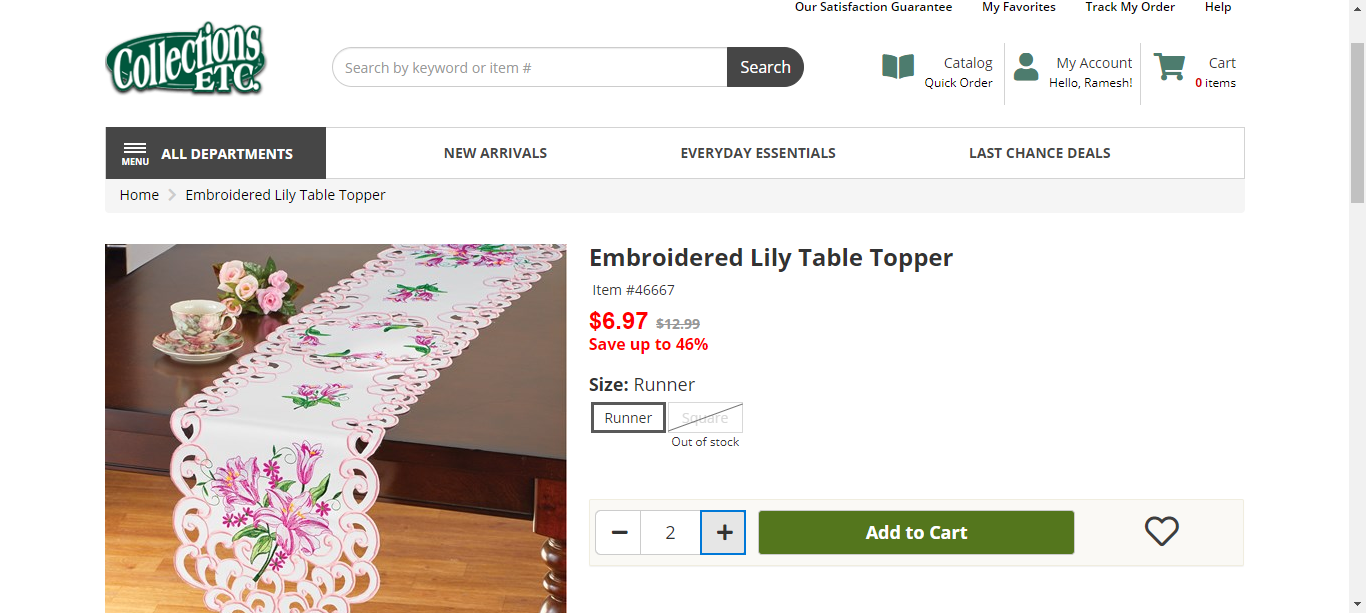 Our Satisfaction Guarantee My Favorites Track My Order Help
Collections
ETC.
Search by keyword or item #
Search
Catalog
Quick Order
My Account
Hello, Ramesh!
Cart
0 items
MENU
ALL DEPARTMENTS
NEW ARRIVALS
EVERYDAY ESSENTIALS
LAST CHANCE DEALS
Home Embroidered Lily Table Topper
Embroidered Lily Table Topper
Item #46667
$6.97 $12.99
Save up to 46%
Size: Runner
Runner Square
Out of stock
2
Add to Cart